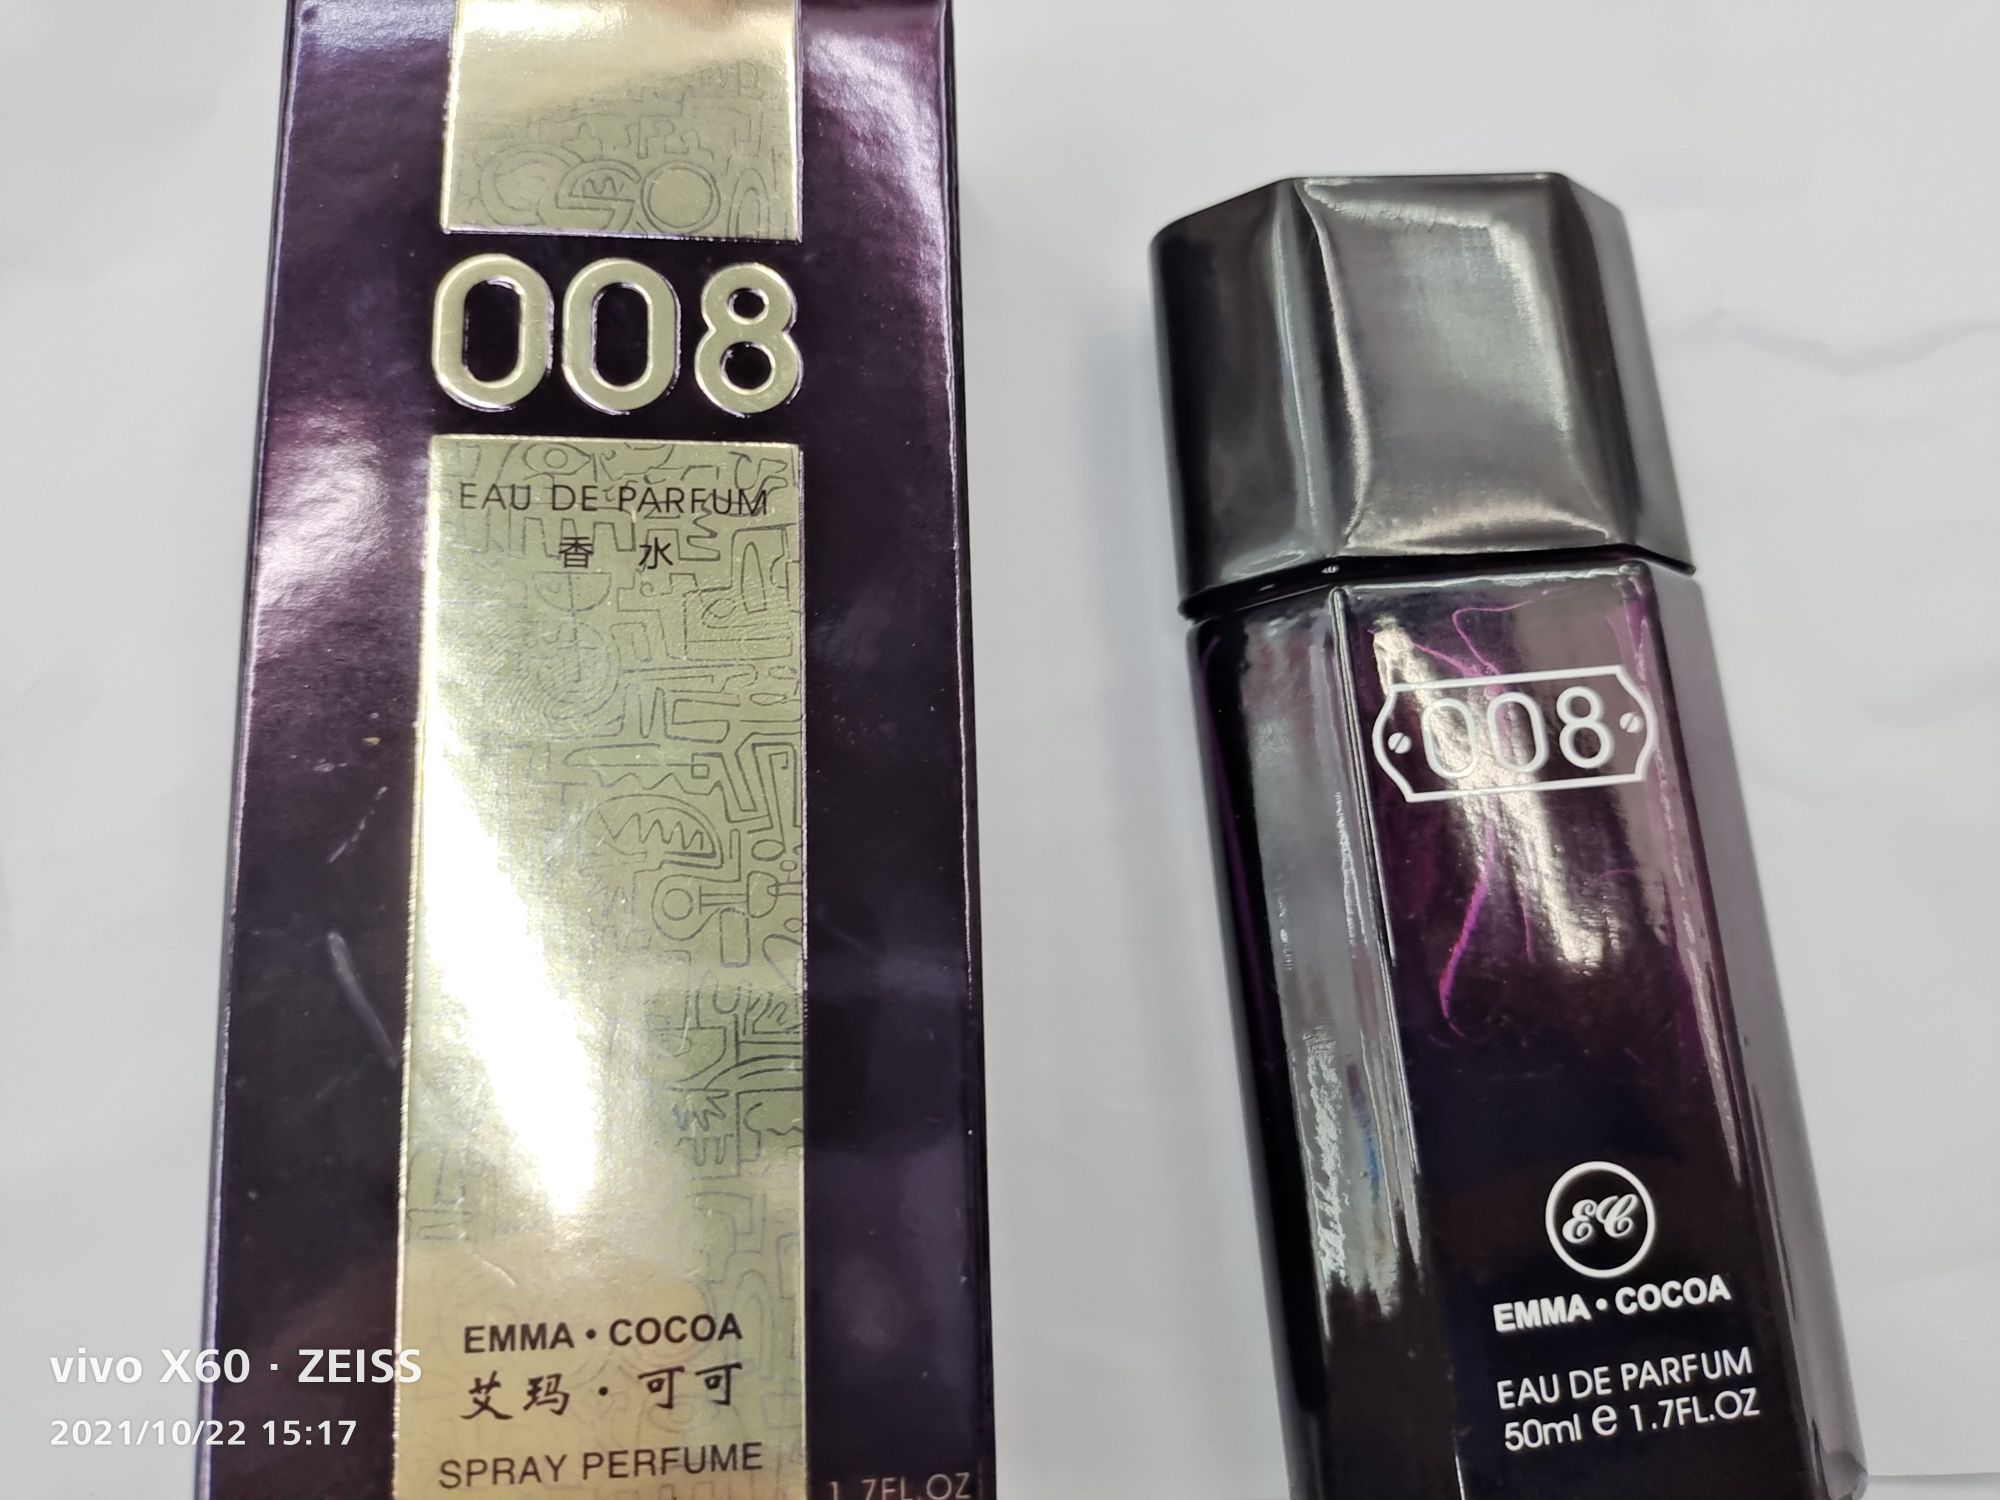 008
EAU DE PARFUM
香 水
EMMA·COCOA
艾玛·可可
SPRAY PERFUME
1.7FL.OZ
008
EC
EMMA·COCOA
EAU DE PARFUM
50ml e 1.7FL.OZ
vivo X60 · ZEISS
2021/10/22 15:17